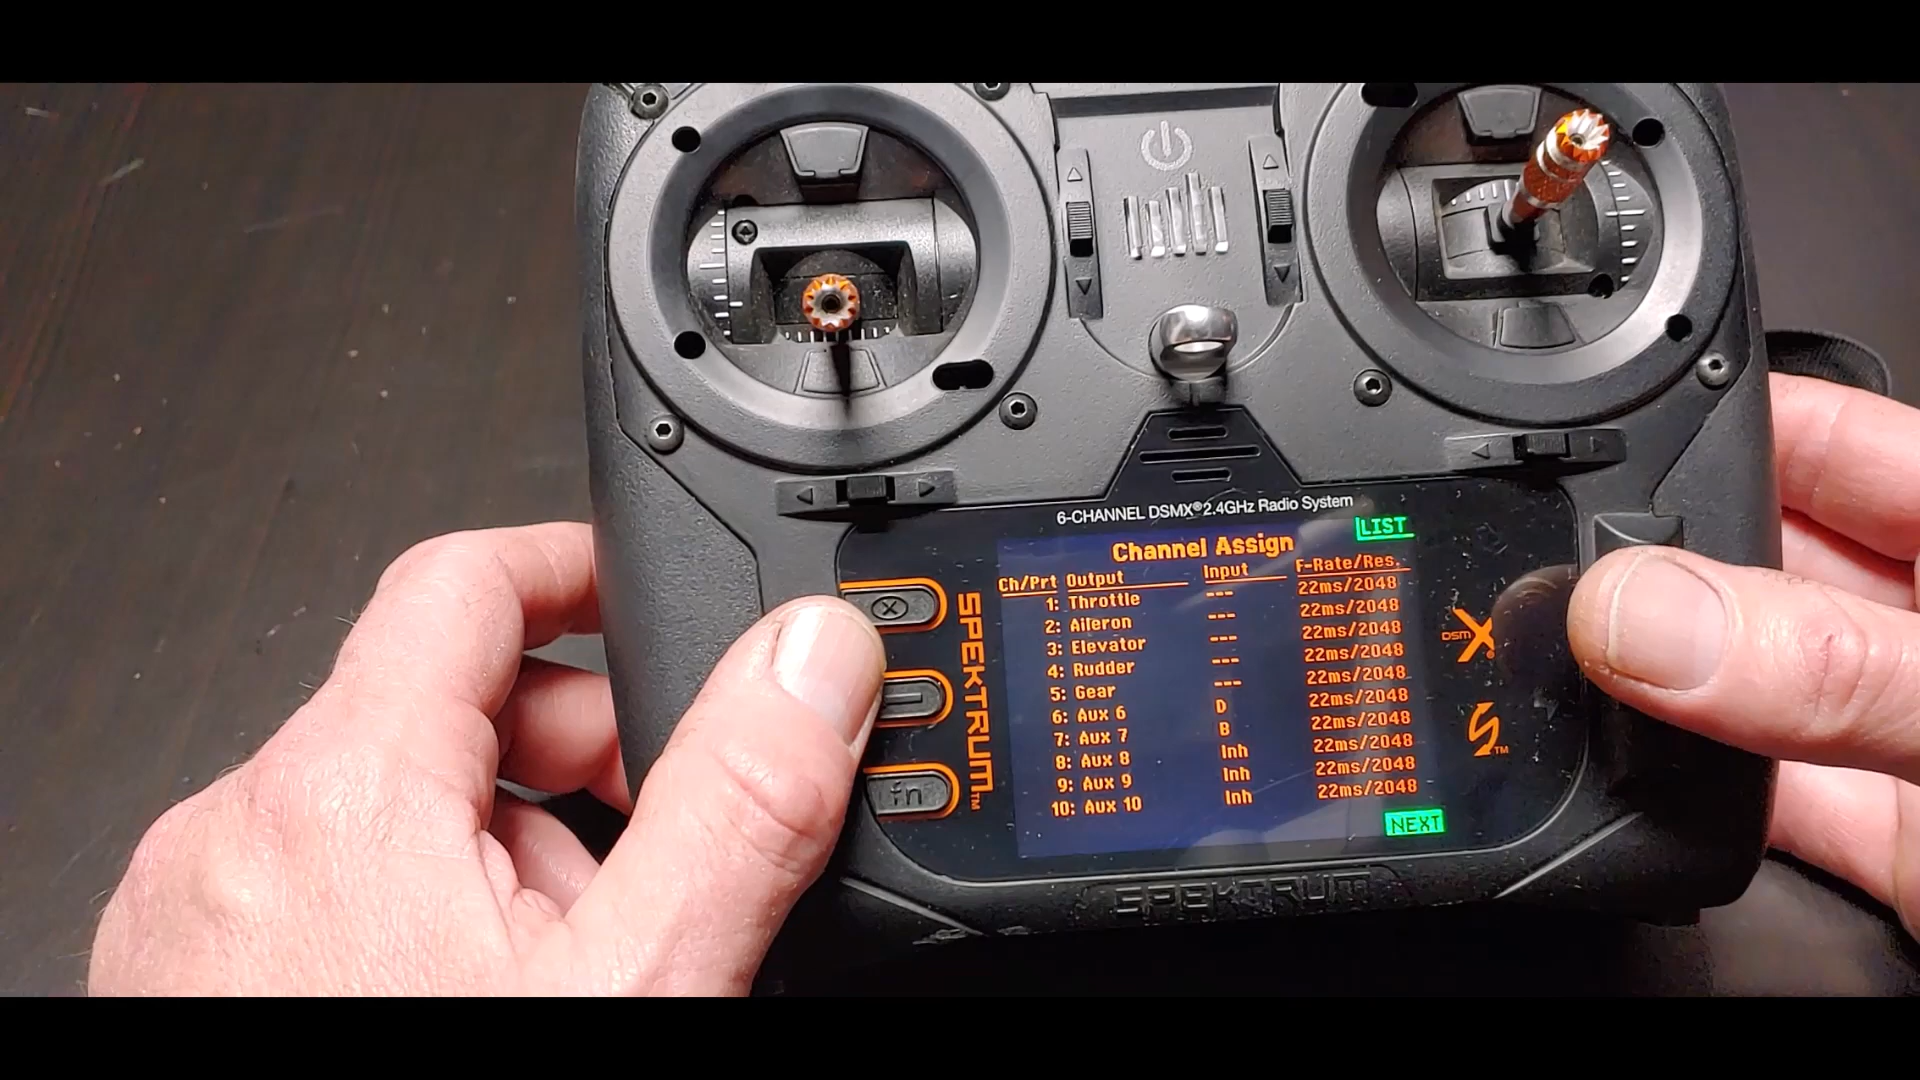 6-CHANNEL DSMX® 2.4GHz Radio System
LIST
Channel Assign
Ch/Prt Output Input F-Rate/Res.
1: Throttle --- 22ms/2048
2: Aileron --- 22ms/2048
3: Elevator --- 22ms/2048
4: Rudder --- 22ms/2048
5: Gear --- 22ms/2048
6: Aux 6 D 22ms/2048
7: Aux 7 B 22ms/2048
8: Aux 8 Inh 22ms/2048
9: Aux 9 Inh 22ms/2048
10: Aux 10 Inh 22ms/2048
NEXT
SPEKTRUM™
fn
DSMX®
TM
SPEKTRUM